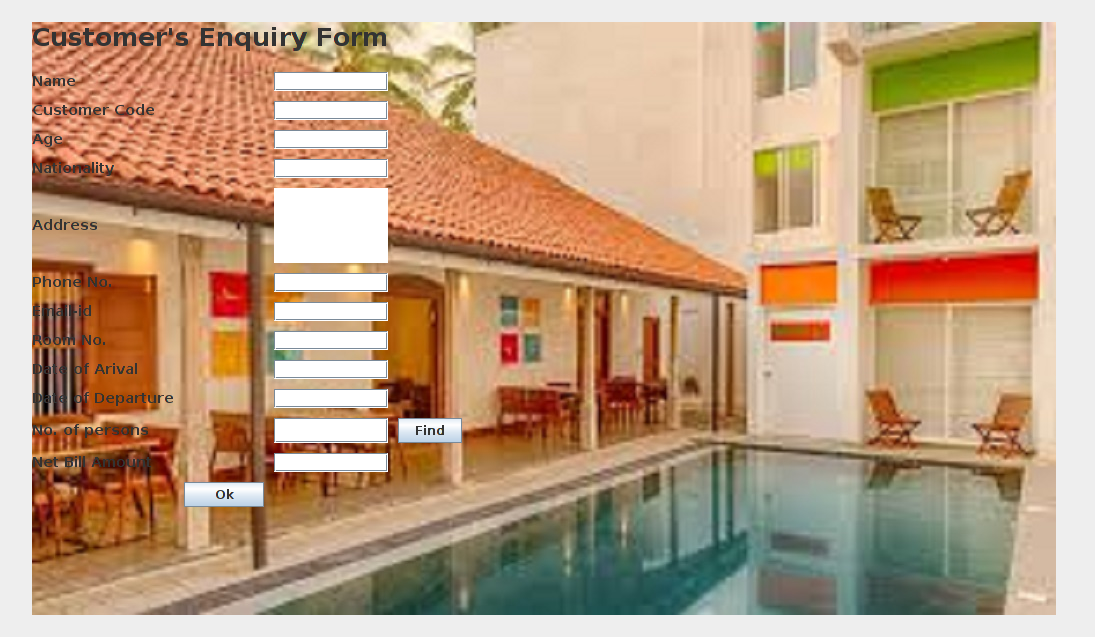 Customer's Enquiry Form
Name
Customer Code
Age
Nationality
Address
Phone No.
Email-id
Room No.
Date of Arival
Date of Departure
No. of persons Find
Net Bill Amount
Ok